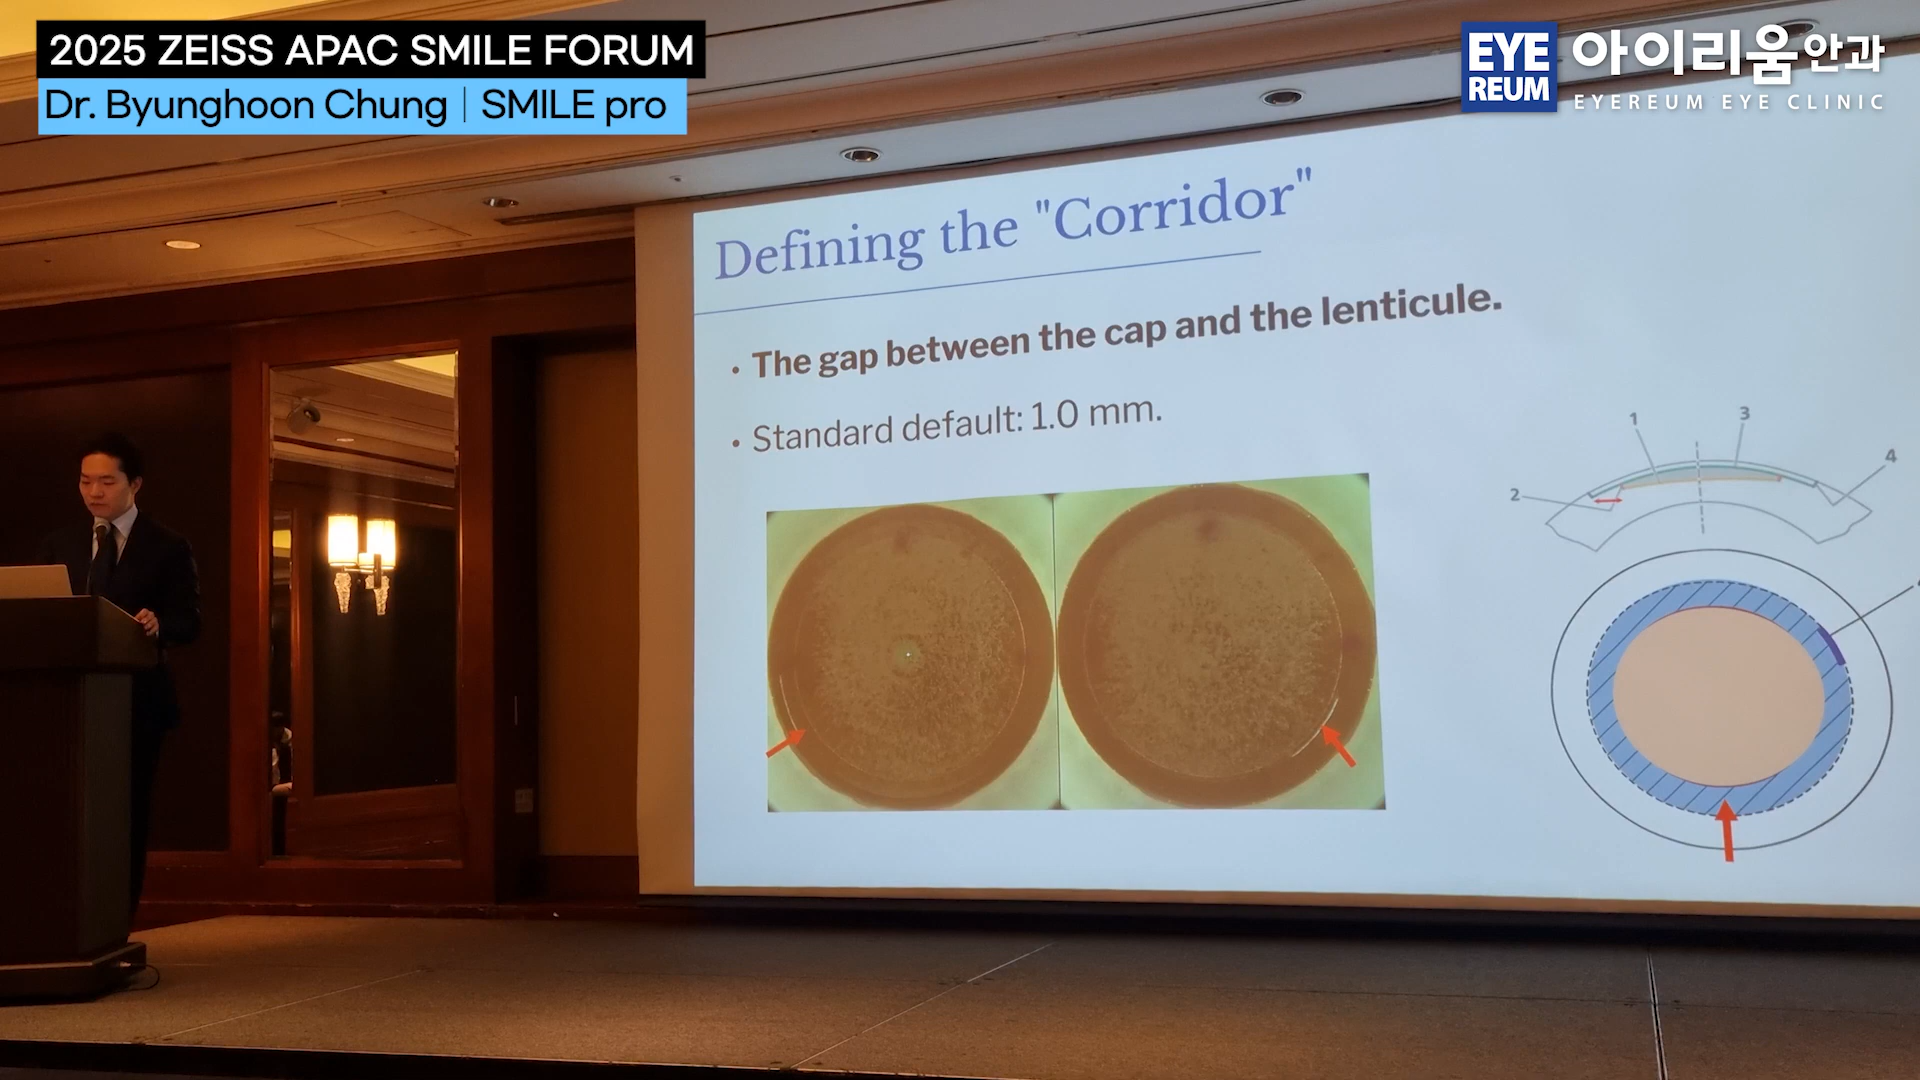 2025 ZEISS APAC SMILE FORUM
Dr. Byunghoon Chung | SMILE pro
EYE REUM 아이리움안과
EYEREUM EYE CLINIC
Defining the "Corridor"
• The gap between the cap and the lenticule.
• Standard default: 1.0 mm.
1
3
4
2